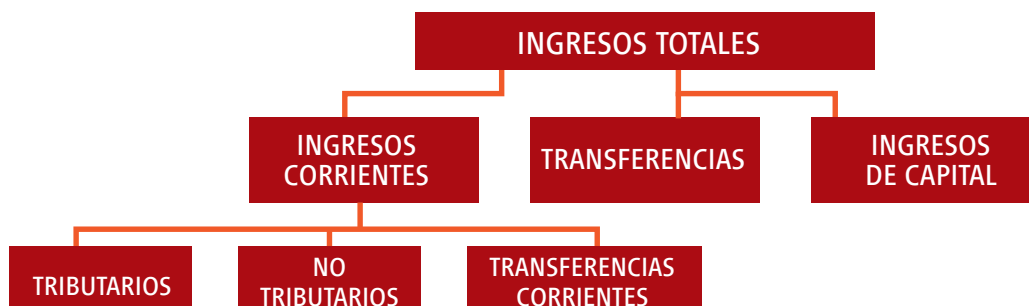 INGRESOS TOTALES
INGRESOS
CORRIENTES
TRANSFERENCIAS
INGRESOS
DE CAPITAL
TRIBUTARIOS
NO
TRIBUTARIOS
TRANSFERENCIAS
CORRIENTES